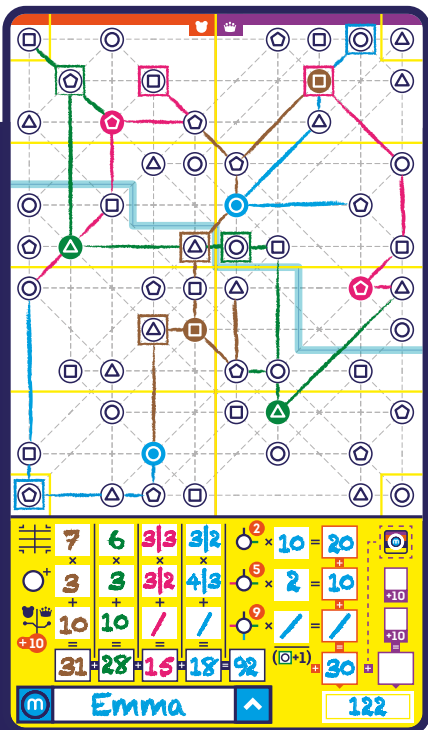 7 6 3|3 3|2
× × × ×
2 × 10 = 20
3 3 3|2 4|3
+ + + + +
5 × 2 = 10
+10 10 10 / / +
9 × / = / +10
= = = = ( +1) +10
31 + 28 + 15 + 18 = 92 + 30 +
m Emma 122